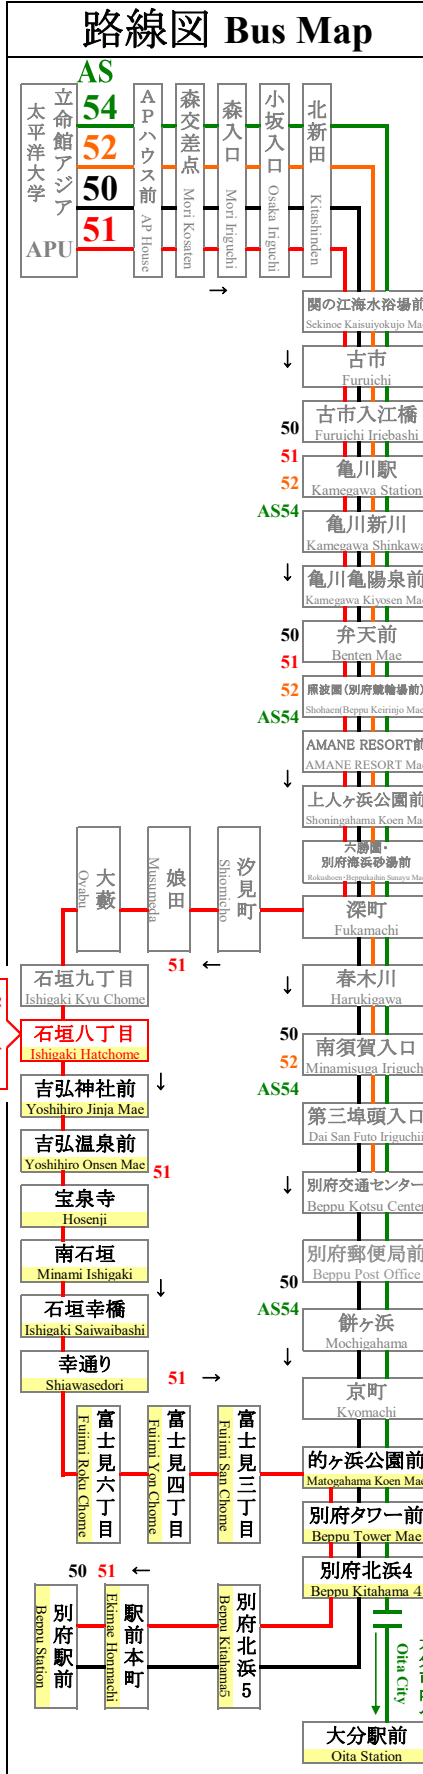 路線図 Bus Map
AS
54
52
50
51
立命館アジア
太平洋大学
APU
APハウス前
AP House
森交差点
Mori Kosaten
森入口
Mori Iriguchi
小坂入口
Osaka Iriguchi
北新田
Kitashinden
→
関の江海水浴場前
Sekinoe Kaisuiyokujo Mae
↓
古市
Furuichi
古市入江橋
Furuichi Iriebashi
50
51
52
AS54
亀川駅
Kamegawa Station
亀川新川
Kamegawa Shinkawa
↓
亀川亀陽泉前
Kamegawa Kiyosen Mae
50
51
52
AS54
弁天前
Benten Mae
照波園(別府競輪場前)
Shohaen(Beppu Keirinjo Mae)
AMANE RESORT前
AMANE RESORT Mae
↓
上人ヶ浜公園前
Shoningahama Koen Mae
六勝園・
別府海浜砂湯前
Rokushoen・Beppukaihin Sunayu Mae
深町
Fukamachi
汐見町
Shiomicho
娘田
Musumeda
大藪
Oyabu
51 ←
石垣九丁目
Ishigaki Kyu Chome
石垣八丁目
Ishigaki Hatchome
吉弘神社前
Yoshihiro Jinja Mae
↓
吉弘温泉前
Yoshihiro Onsen Mae
51
宝泉寺
Hosenji
南石垣
Minami Ishigaki
↓
石垣幸橋
Ishigaki Saiwaibashi
幸通り
Shiawasedori
51 →
富士見六丁目
Fujimi Roku Chome
富士見四丁目
Fujimi Yon Chome
富士見三丁目
Fujimi San Chome
↓
春木川
Harukigawa
50
52
AS54
南須賀入口
Minamisuga Iriguchi
第三埠頭入口
Dai San Futo Iriguchii
↓
別府交通センター
Beppu Kotsu Center
別府郵便局前
Beppu Post Office
50
AS54
餅ヶ浜
Mochigahama
↓
京町
Kyomachi
的ヶ浜公園前
Matogahama Koen Mae
別府タワー前
Beppu Tower Mae
別府北浜4
Beppu Kitahama 4
50 51 ←
別府北浜5
Beppu Kitahama5
駅前本町
Ekimae Honmachi
別府駅前
Beppu Station
Oita City
大分駅前
Oita Station